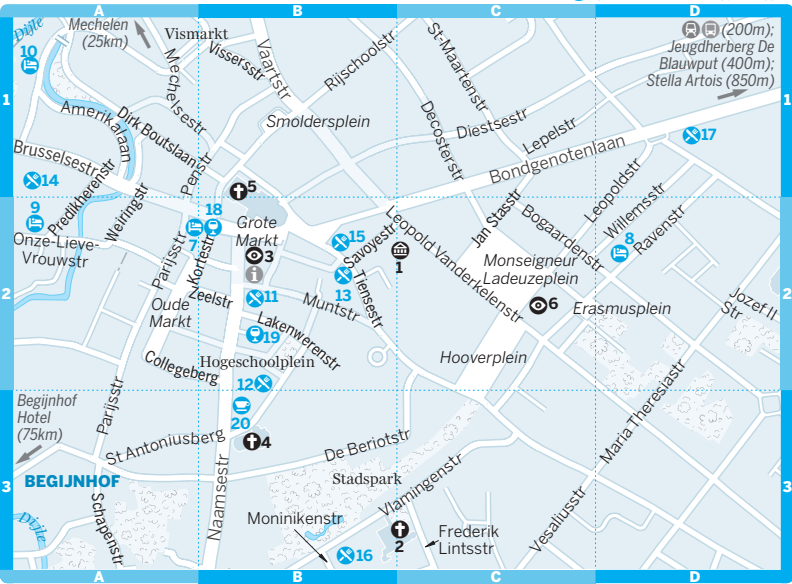 A
B
C
D
Dijle
Mechelen
(25km)
Vismarkt
(200m);
Jeugdherberg De
Blauwput (400m);
Stella Artois (850m)
10
Mechelsestr
Vissersstr
Vaartstr
Rijschoolstr
St-Maartenstr
1
1
Amerikalaan
Dirk Boutslaan
Smoldersplein
Decosterstr
Diestsestr
Lepelstr
17
Brusselsestr
Penstr
Bondgenotenlaan
14
Predikherenstr
5
Leopoldstr
9
Weiringstr
18
Grote
Markt
15
Savoyestr
Leopold Vanderkelenstr
Jan Stasstr
Bogaardenstr
Willemsstr
Ravenstr
7
Onze-Lieve-
Vrouwstr
Parijsstr
Kortestr
3
1
8
Monseigneur
Ladeuzeplein
i
2
2
Zeelstr
11
13
Tiensestr
Muntstr
6
Erasmusplein
Jozef II
Str
Oude
Markt
19
Lakenwerenstr
Collegeberg
Hogeschoolplein
Hooverplein
12
Begijnhof
Hotel
(75km)
Parijsstr
20
Maria Theresiastr
St Antoniusberg
4
De Beriotstr
3
3
BEGIJNHOF
Naamsestr
Stadspark
Vlamingenstr
Schapenstr
Moninikenstr
Vesaliusstr
Dijle
2
Frederik
Lintsstr
16
A
B
C
D